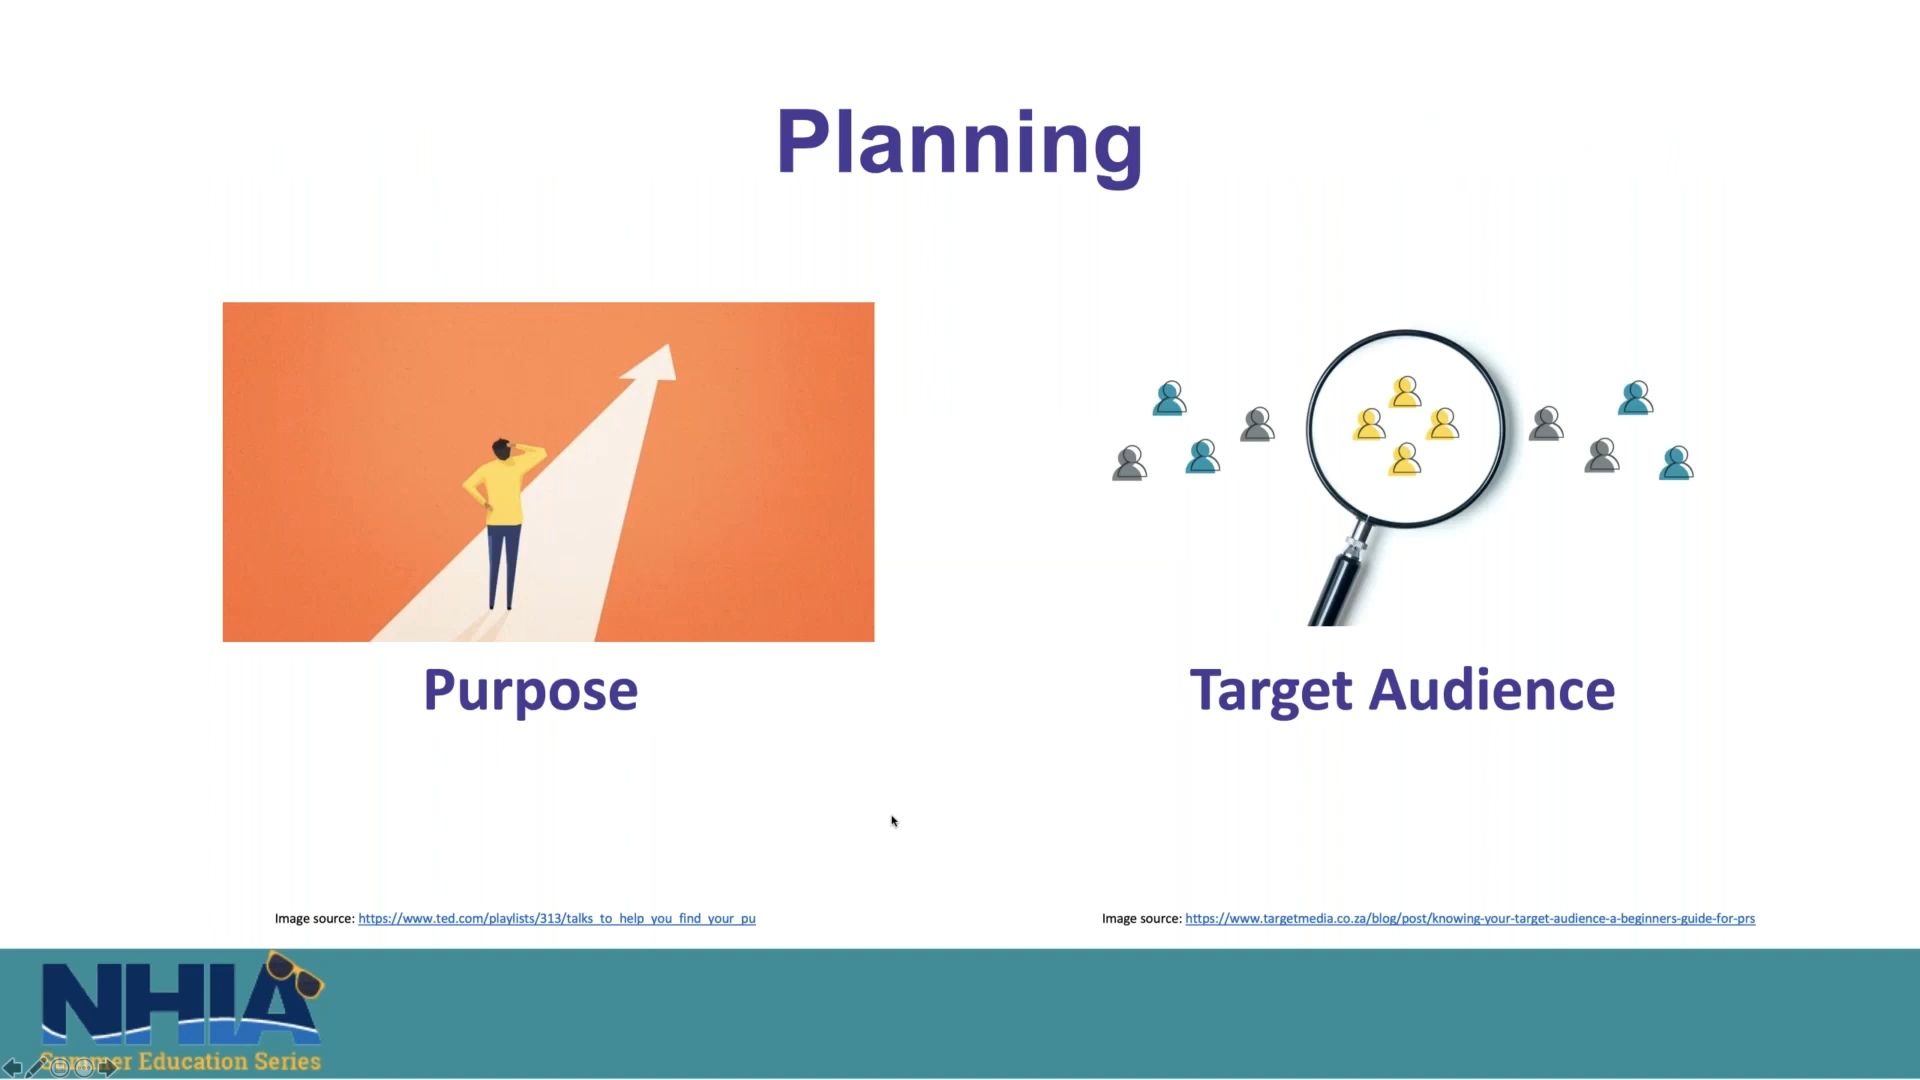 Planning
Purpose
Target Audience
Image source: https://www.ted.com/playlists/313/talks_to_help_you_find_your_pu
Image source: https://www.targetmedia.co.za/blog/post/knowing-your-target-audience-a-beginners-guide-for-prs
NHIA
Summer Education Series